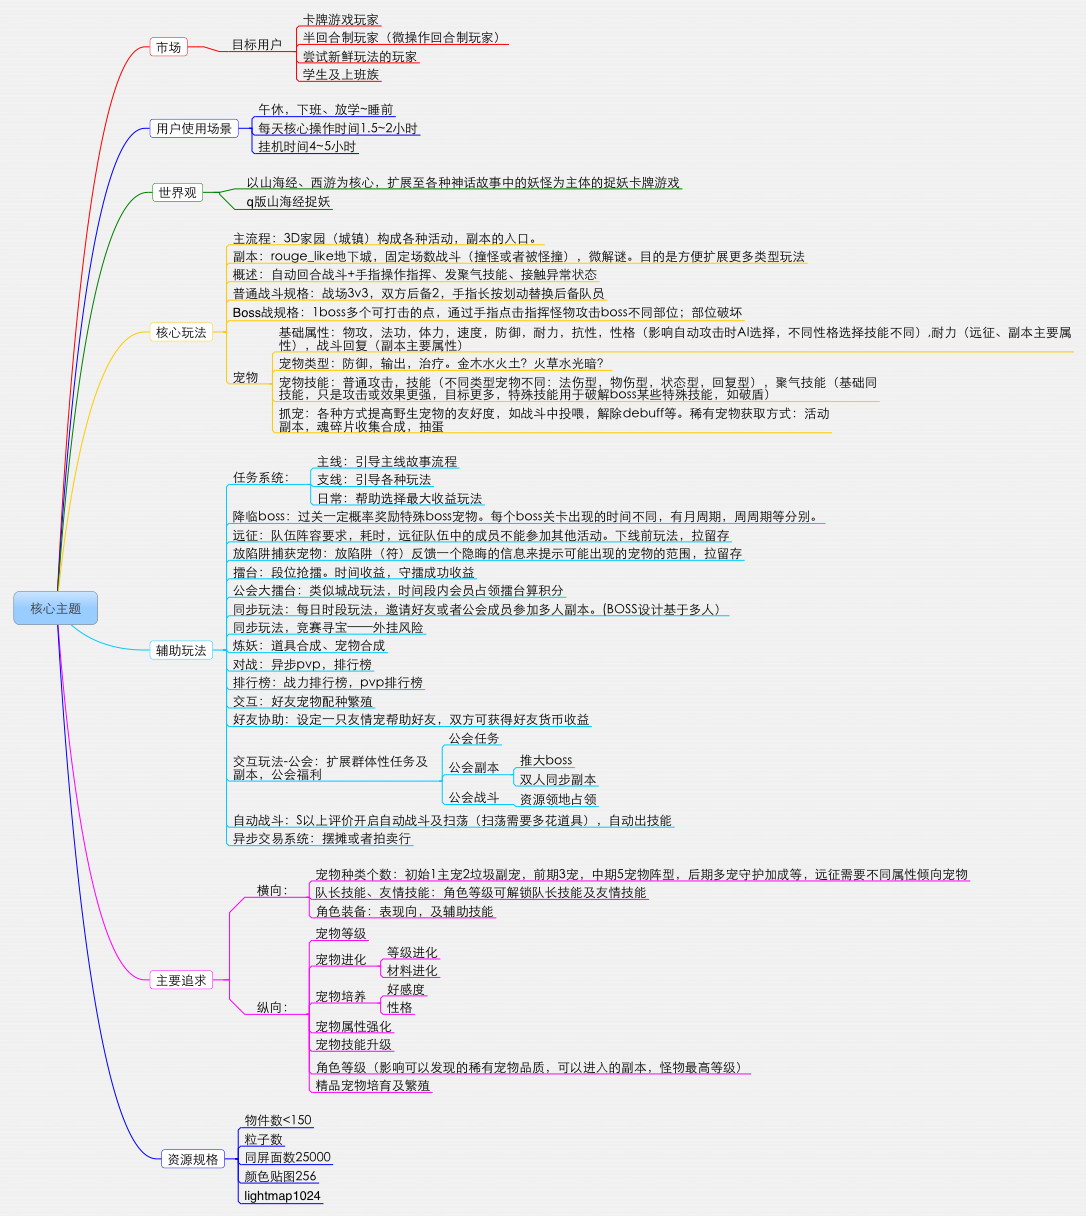 核心主题
市场
目标用户
卡牌游戏玩家
半回合制玩家（微操作回合制玩家）
尝试新鲜玩法的玩家
学生及上班族
用户使用场景
午休，下班、放学~睡前
每天核心操作时间1.5~2小时
挂机时间4~5小时
世界观
以山海经、西游为核心，扩展至各种神话故事中的妖怪为主体的捉妖卡牌游戏
q版山海经捉妖
核心玩法
主流程：3D家园（城镇）构成各种活动，副本的入口。
副本：rouge_like地下城，固定场数战斗（撞怪或者被怪撞），微解谜。目的是方便扩展更多类型玩法
概述：自动回合战斗+手指操作指挥、发聚气技能、接触异常状态
普通战斗规格：战场3v3，双方后备2，手指长按划动替换后备队员
Boss战规格：1boss多个可打击的点，通过手指点击指挥怪物攻击boss不同部位；部位破坏
宠物
基础属性：物攻，法功，体力，速度，防御，耐力，抗性，性格（影响自动攻击时AI选择，不同性格选择技能不同）.耐力（远征、副本主要属
性），战斗回复（副本主要属性）
宠物类型：防御，输出，治疗。金木水火土？火草水光暗？
宠物技能：普通攻击，技能（不同类型宠物不同：法伤型，物伤型，状态型，回复型），聚气技能（基础同
技能，只是攻击或效果更强，目标更多，特殊技能用于破解boss某些特殊技能，如破盾）
抓宠：各种方式提高野生宠物的友好度，如战斗中投喂，解除debuff等。稀有宠物获取方式：活动
副本，魂碎片收集合成，抽蛋
辅助玩法
任务系统：
主线：引导主线故事流程
支线：引导各种玩法
日常：帮助选择最大收益玩法
降临boss：过关一定概率奖励特殊boss宠物。每个boss关卡出现的时间不同，有月周期，周周期等分别。
远征：队伍阵容要求，耗时，远征队伍中的成员不能参加其他活动。下线前玩法，拉留存
放陷阱捕获宠物：放陷阱（符）反馈一个隐晦的信息来提示可能出现的宠物的范围，拉留存
擂台：段位抢擂。时间收益，守擂成功收益
公会大擂台：类似城战玩法，时间段内会员占领擂台算积分
同步玩法：每日时段玩法，邀请好友或者公会成员参加多人副本。(BOSS设计基于多人）
同步玩法，竞赛寻宝——外挂风险
炼妖：道具合成、宠物合成
对战：异步pvp，排行榜
排行榜：战力排行榜，pvp排行榜
交互：好友宠物配种繁殖
好友协助：设定一只友情宠帮助好友，双方可获得好友货币收益
交互玩法-公会：扩展群体性任务及
副本，公会福利
公会任务
公会副本
推大boss
双人同步副本
公会战斗
资源领地占领
自动战斗：S以上评价开启自动战斗及扫荡（扫荡需要多花道具），自动出技能
异步交易系统：摆摊或者拍卖行
主要追求
横向：
宠物种类个数：初始1主宠2垃圾副宠，前期3宠，中期5宠物阵型，后期多宠守护加成等，远征需要不同属性倾向宠物
队长技能、友情技能：角色等级可解锁队长技能及友情技能
角色装备：表现向，及辅助技能
纵向：
宠物等级
宠物进化
等级进化
材料进化
宠物培养
好感度
性格
宠物属性强化
宠物技能升级
角色等级（影响可以发现的稀有宠物品质，可以进入的副本，怪物最高等级）
精品宠物培育及繁殖
资源规格
物件数<150
粒子数
同屏面数25000
颜色贴图256
lightmap1024